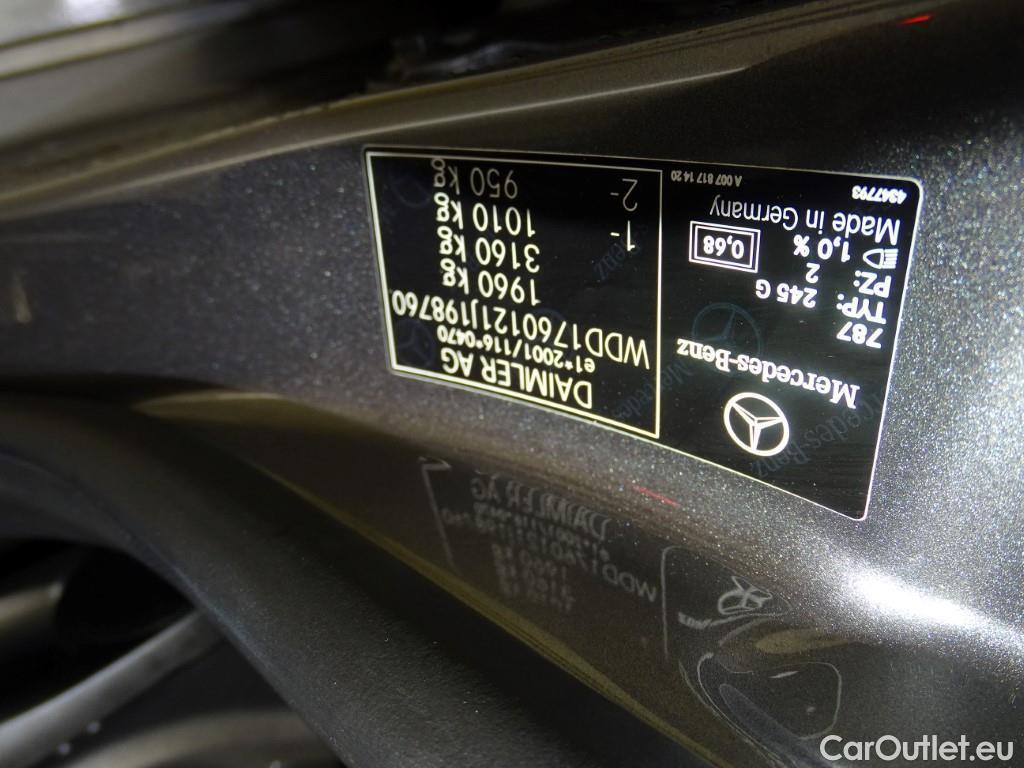 Mercedes-Benz
787
TYP: 245 G
PZ: 2
1,0 %
0,68
Made in Germany
434793
A 007 817 14 20
DAIMLER AG
e1*2001/116*0470
WDD1760121J198760
1960 kg
3160 kg
1- 1010 kg
2- 950 kg
CarOutlet.eu